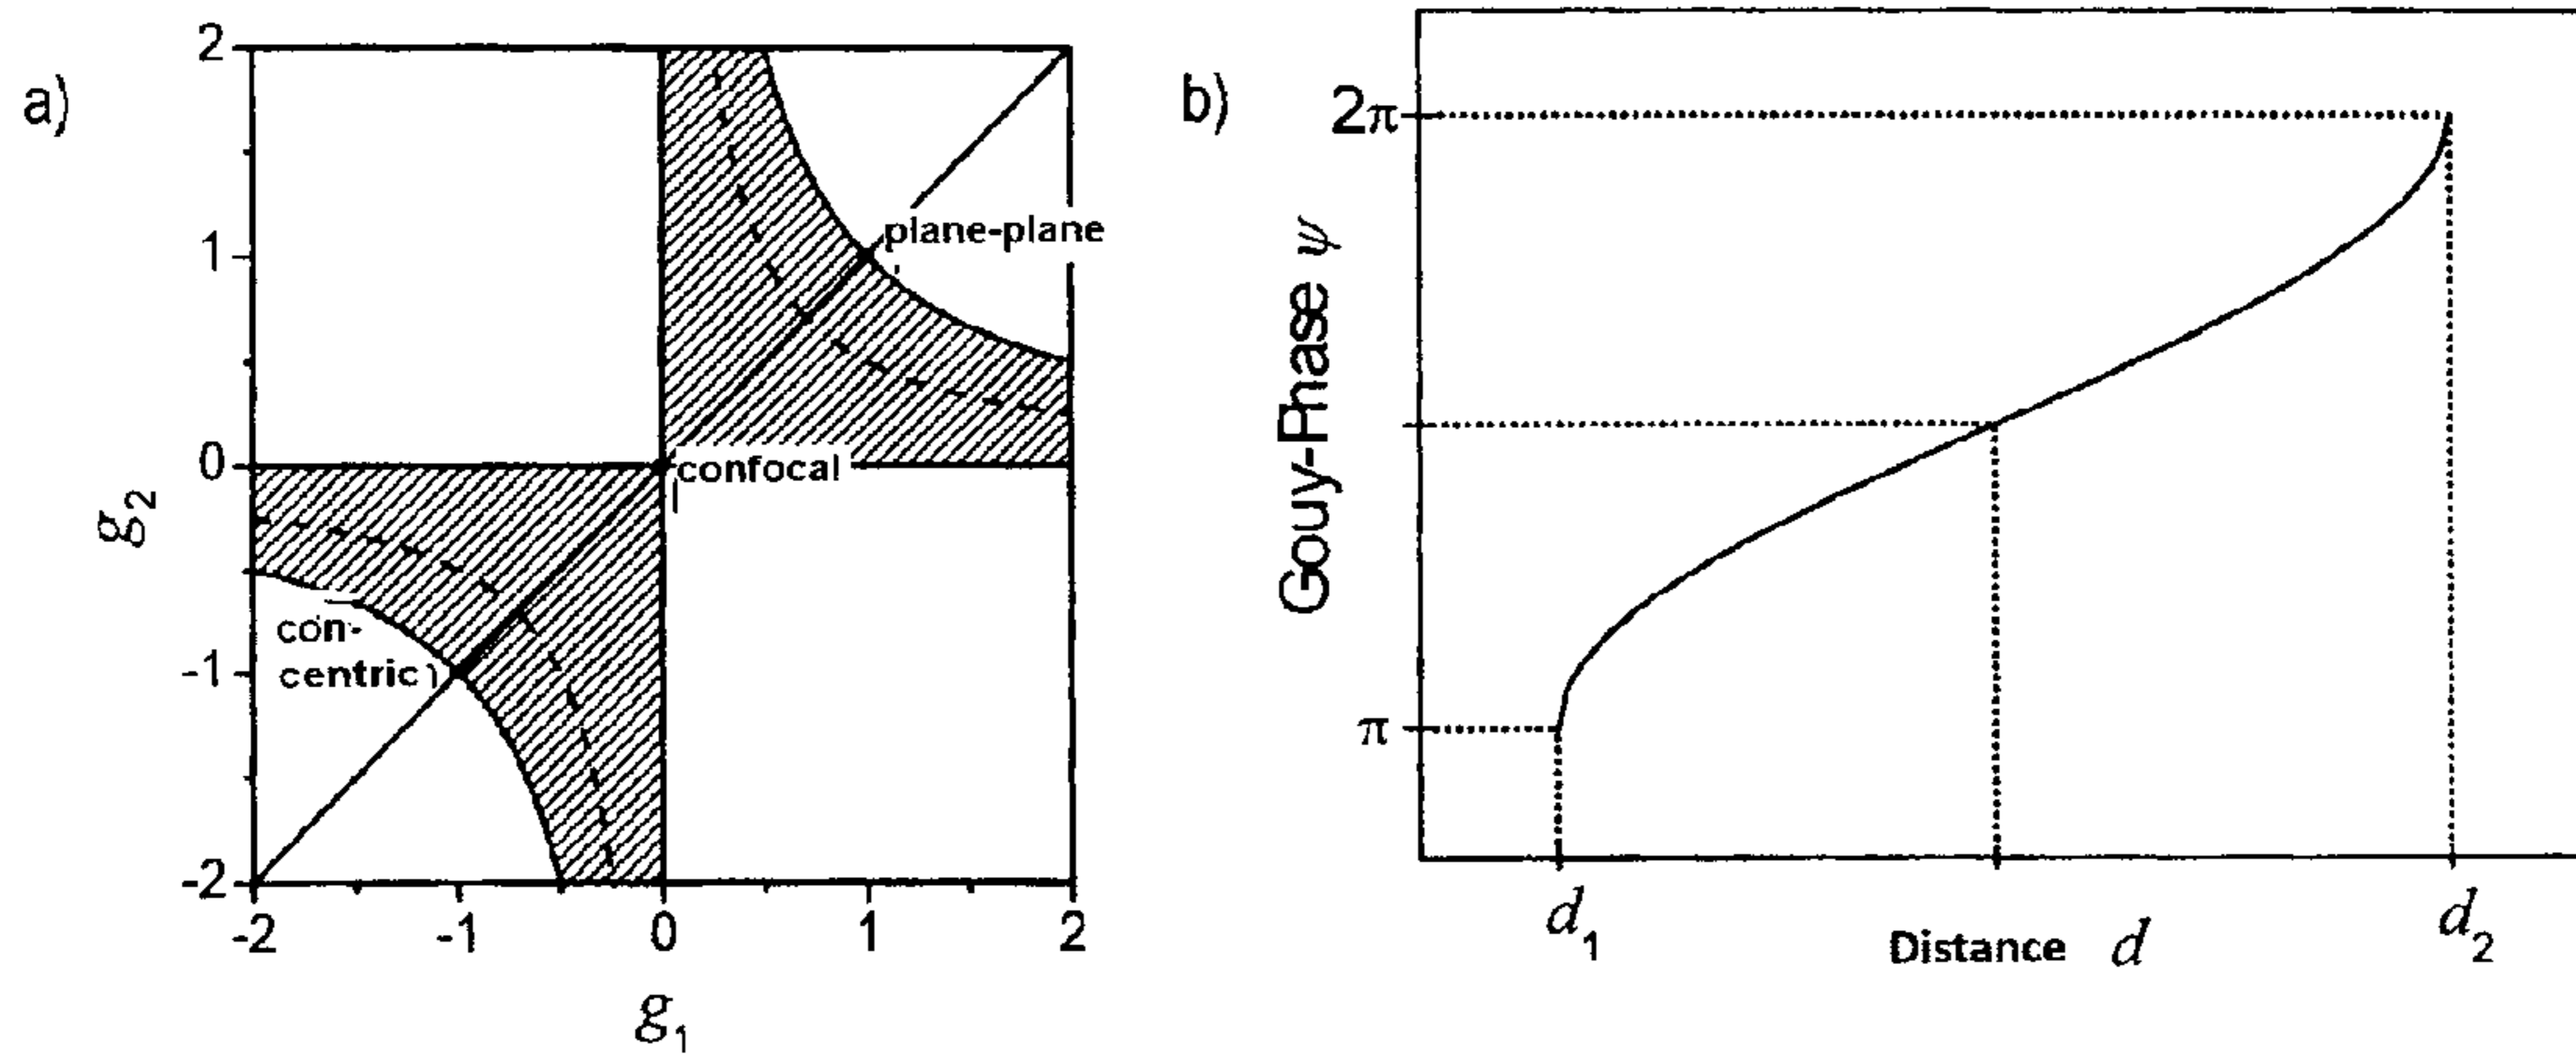 a)
2
1
0
-1
-2
g2
plane-plane
confocal
con-
centric
-2
-1
0
1
2
g1
b)
2π
π
Gouy-Phase ψ
d1
Distance d
d2